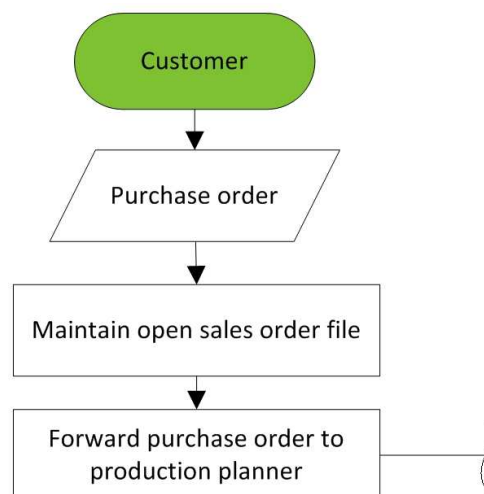 Customer
Purchase order
Maintain open sales order file
Forward purchase order to
production planner